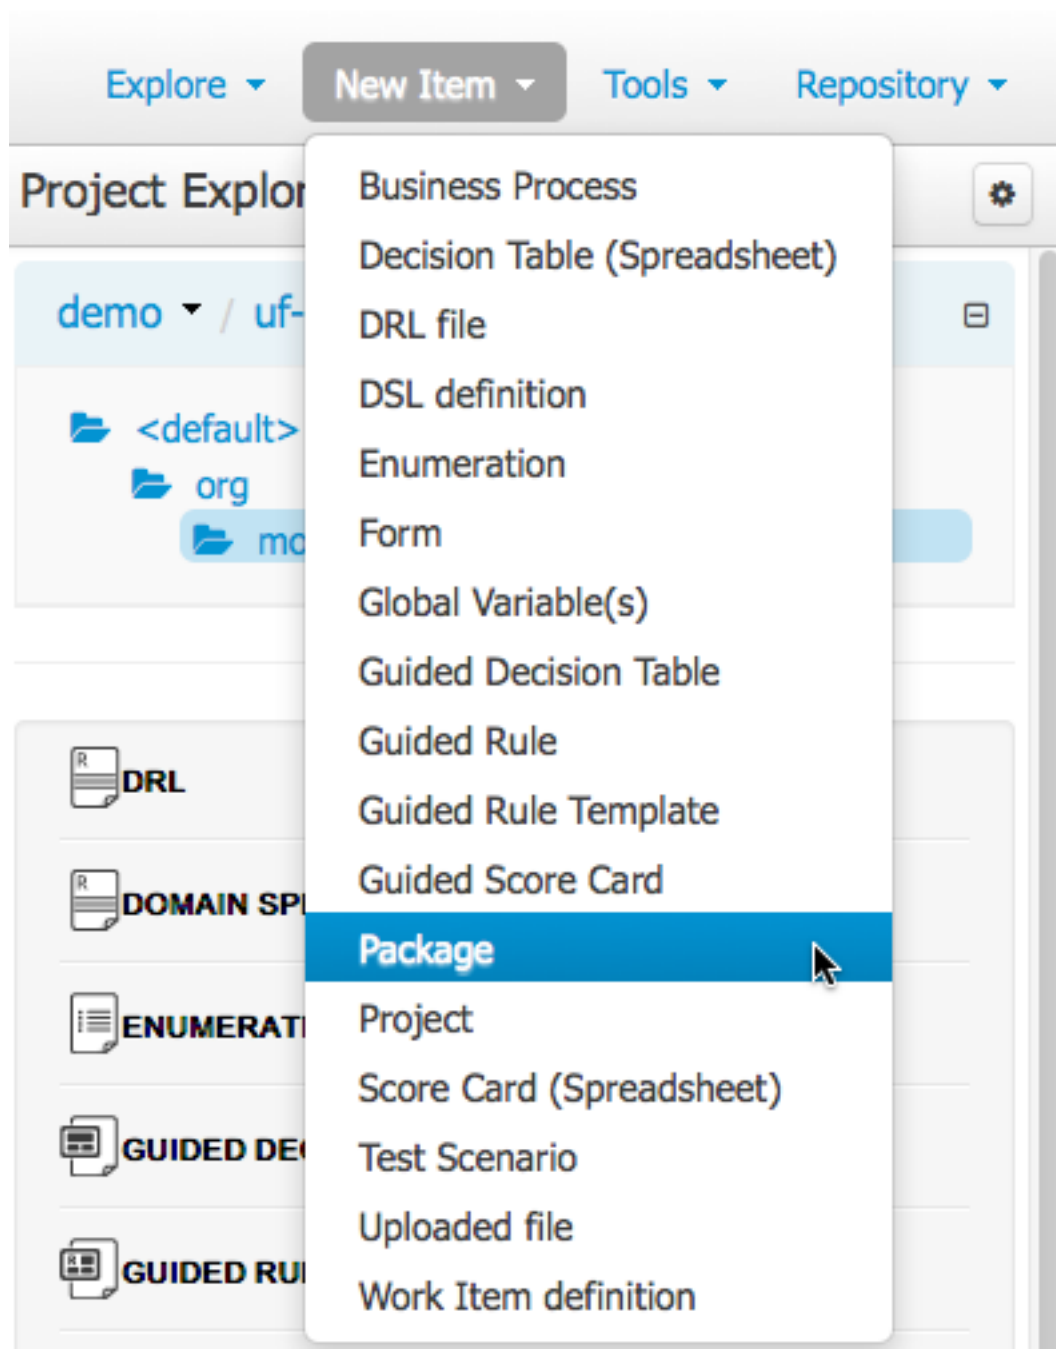 Explore New Item Tools Repository
Project Explor
demo / uf-
<default>
org
mo
Business Process
Decision Table (Spreadsheet)
DRL file
DSL definition
Enumeration
Form
Global Variable(s)
Guided Decision Table
Guided Rule
Guided Rule Template
Guided Score Card
Package
Project
Score Card (Spreadsheet)
Test Scenario
Uploaded file
Work Item definition
DRL
DOMAIN SP
ENUMERATI
GUIDED DE
GUIDED RU